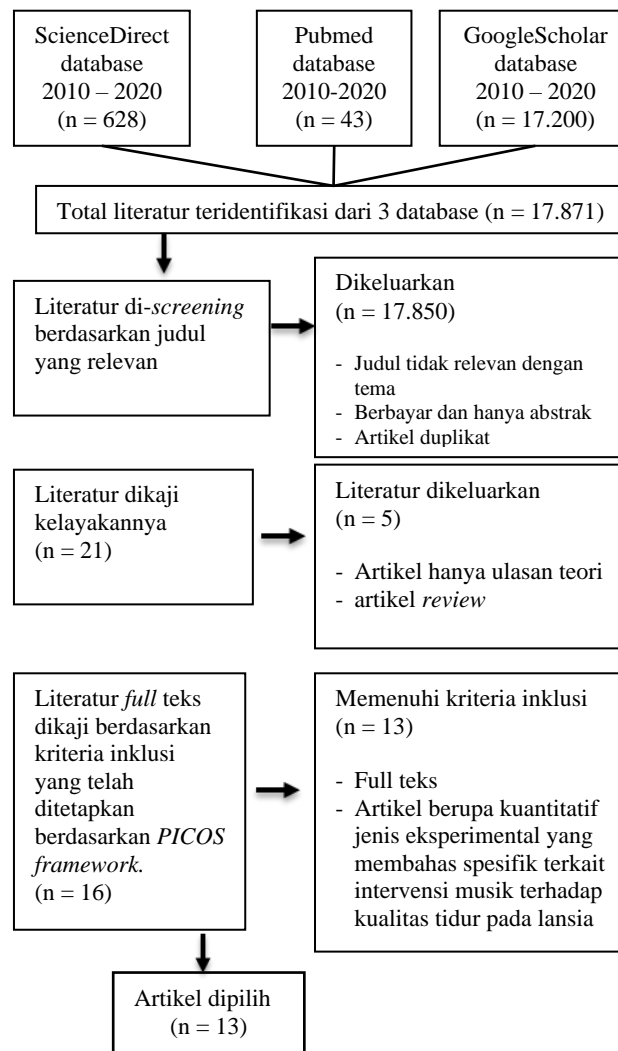 ScienceDirect
database
2010 – 2020
(n = 628)
Pubmed
database
2010-2020
(n = 43)
GoogleScholar
database
2010 – 2020
(n = 17.200)
Total literatur teridentifikasi dari 3 database (n = 17.871)
Literatur di-screening
berdasarkan judul
yang relevan
Dikeluarkan
(n = 17.850)
- Judul tidak relevan dengan
tema
- Berbayar dan hanya abstrak
- Artikel duplikat
Literatur dikaji
kelayakannya
(n = 21)
Literatur dikeluarkan
(n = 5)
- Artikel hanya ulasan teori
- artikel review
Literatur full teks
dikaji berdasarkan
kriteria inklusi
yang telah
ditetapkan
berdasarkan PICOS
framework.
(n = 16)
Memenuhi kriteria inklusi
(n = 13)
- Full teks
- Artikel berupa kuantitatif
jenis eksperimental yang
membahas spesifik terkait
intervensi musik terhadap
kualitas tidur pada lansia
Artikel dipilih
(n = 13)